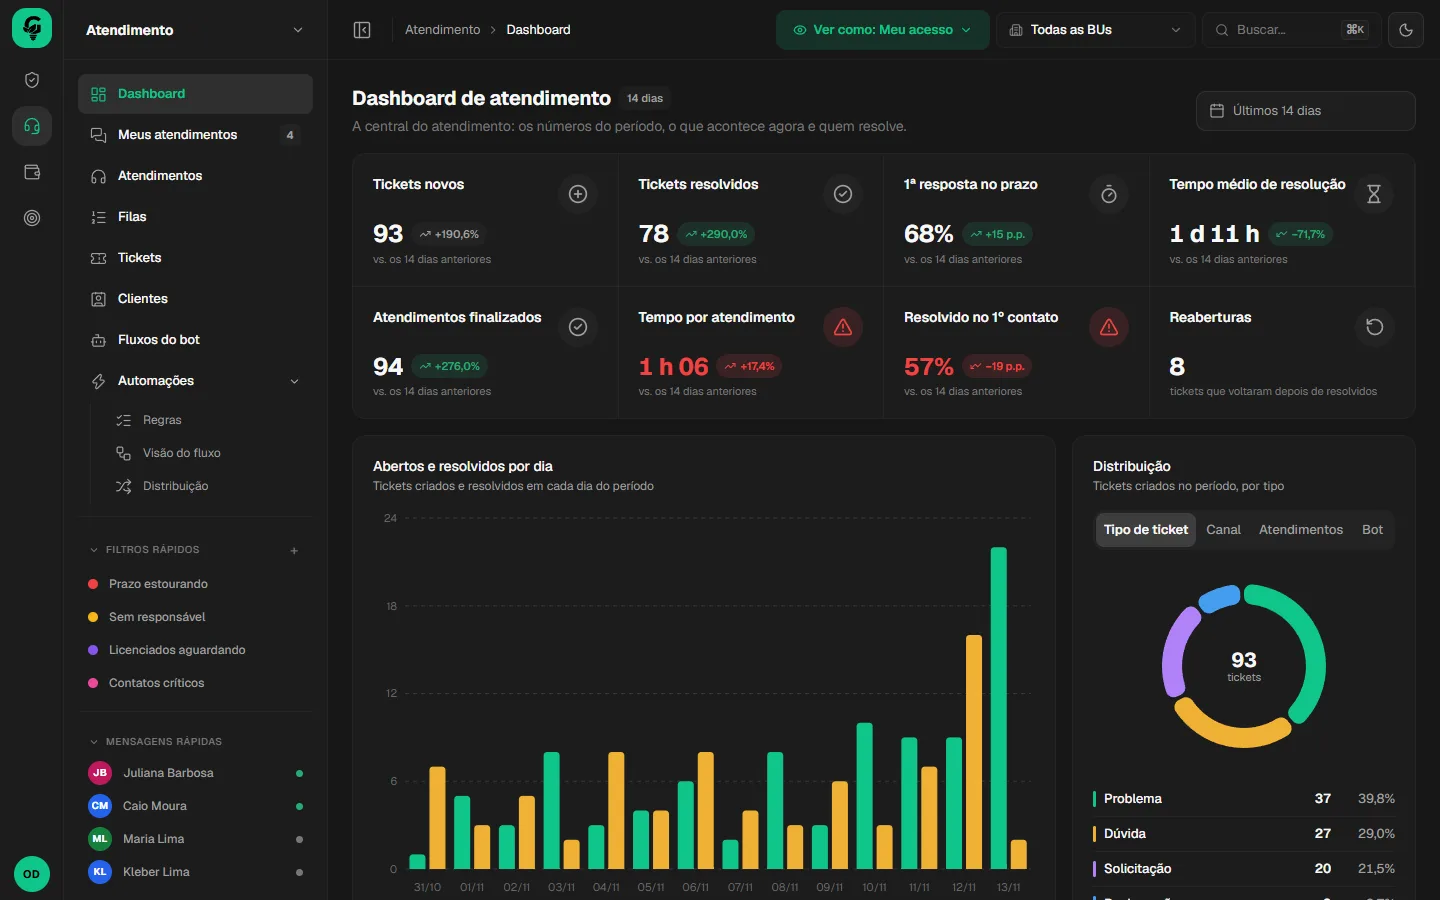 Atendimento
Atendimento > Dashboard
Ver como: Meu acesso
Todas as BUs
Buscar...
⌘K
Dashboard
Meus atendimentos
4
Atendimentos
Filas
Tickets
Clientes
Fluxos do bot
Automações
Regras
Visão do fluxo
Distribuição
FILTROS RÁPIDOS
+
Prazo estourando
Sem responsável
Licenciados aguardando
Contatos críticos
MENSAGENS RÁPIDAS
JB Juliana Barbosa
CM Caio Moura
ML Maria Lima
KL Kleber Lima
OD
Dashboard de atendimento
14 dias
A central do atendimento: os números do período, o que acontece agora e quem resolve.
Últimos 14 dias
Tickets novos
93 +190,6%
vs. os 14 dias anteriores
Tickets resolvidos
78 +290,0%
vs. os 14 dias anteriores
1ª resposta no prazo
68% +15 p.p.
vs. os 14 dias anteriores
Tempo médio de resolução
1 d 11 h −71,7%
vs. os 14 dias anteriores
Atendimentos finalizados
94 +276,0%
vs. os 14 dias anteriores
Tempo por atendimento
1 h 06 +17,4%
vs. os 14 dias anteriores
Resolvido no 1º contato
57% −19 p.p.
vs. os 14 dias anteriores
Reaberturas
8
tickets que voltaram depois de resolvidos
Abertos e resolvidos por dia
Tickets criados e resolvidos em cada dia do período
24
18
12
6
0
31/10 01/11 02/11 03/11 04/11 05/11 06/11 07/11 08/11 09/11 10/11 11/11 12/11 13/11
Distribuição
Tickets criados no período, por tipo
Tipo de ticket Canal Atendimentos Bot
93
tickets
Problema 37 39,8%
Dúvida 27 29,0%
Solicitação 20 21,5%